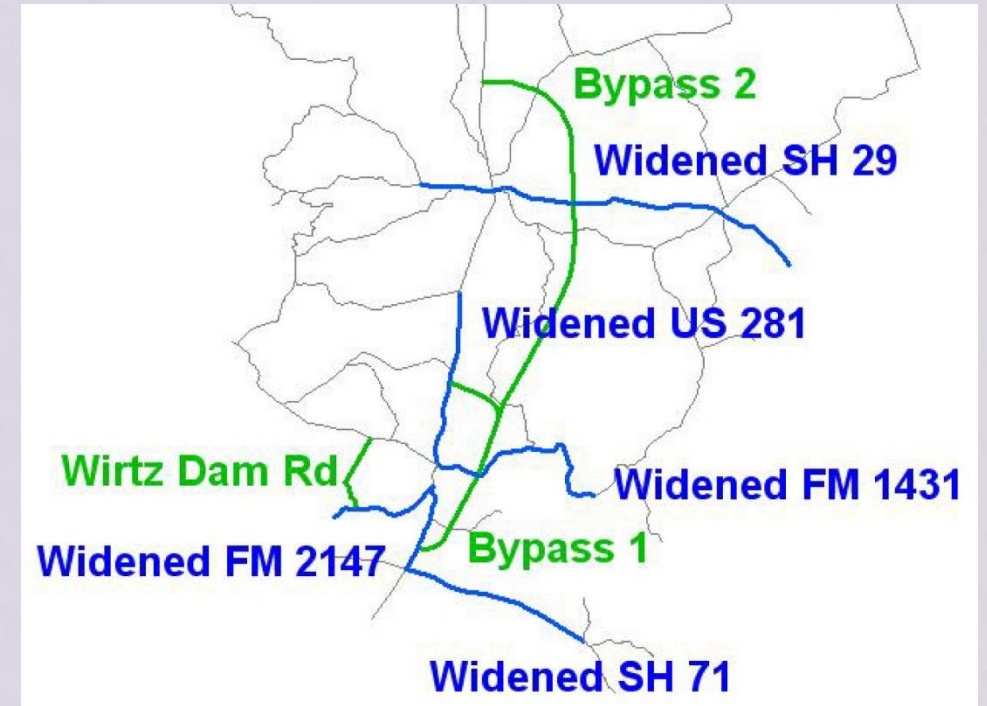 Bypass 2
Widened SH 29
Widened US 281
Wirtz Dam Rd
Widened FM 1431
Bypass 1
Widened FM 2147
Widened SH 71